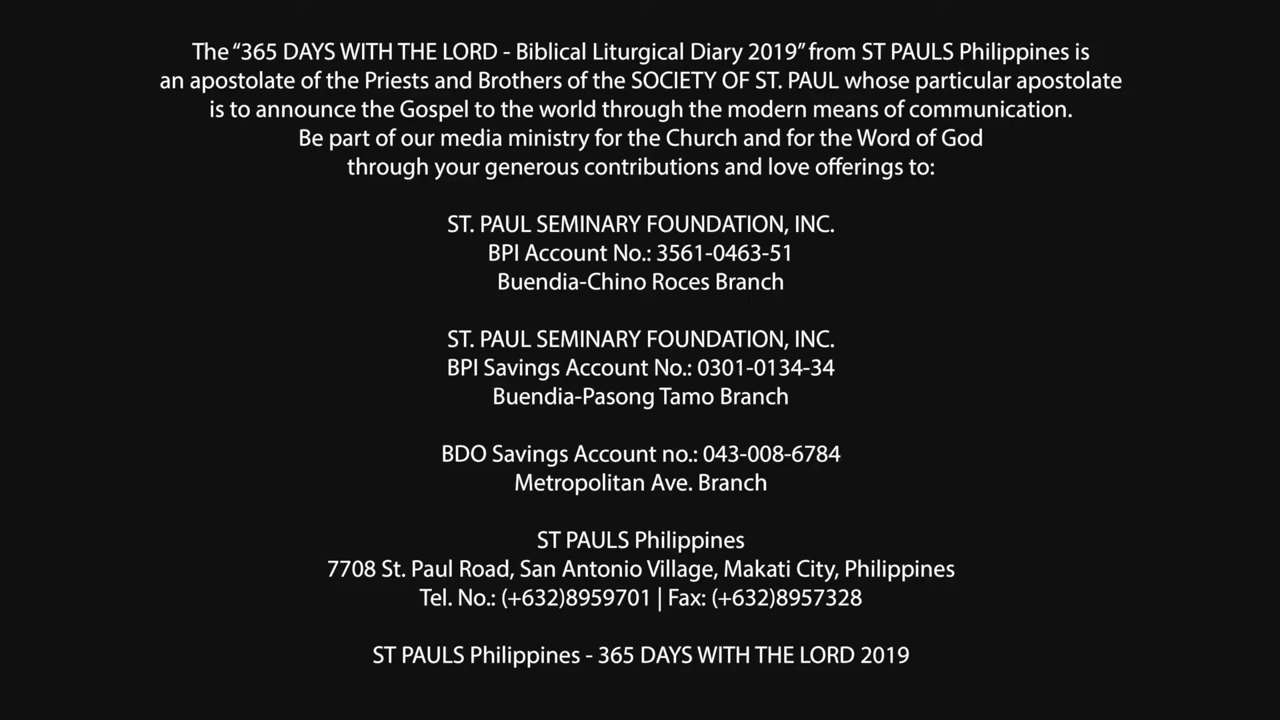 The “365 DAYS WITH THE LORD - Biblical Liturgical Diary 2019” from ST PAULS Philippines is
an apostolate of the Priests and Brothers of the SOCIETY OF ST. PAUL whose particular apostolate
is to announce the Gospel to the world through the modern means of communication.
Be part of our media ministry for the Church and for the Word of God
through your generous contributions and love offerings to:
ST. PAUL SEMINARY FOUNDATION, INC.
BPI Account No.: 3561-0463-51
Buendia-Chino Roces Branch
ST. PAUL SEMINARY FOUNDATION, INC.
BPI Savings Account No.: 0301-0134-34
Buendia-Pasong Tamo Branch
BDO Savings Account no.: 043-008-6784
Metropolitan Ave. Branch
ST PAULS Philippines
7708 St. Paul Road, San Antonio Village, Makati City, Philippines
Tel. No.: (+632)8959701 | Fax: (+632)8957328
ST PAULS Philippines - 365 DAYS WITH THE LORD 2019